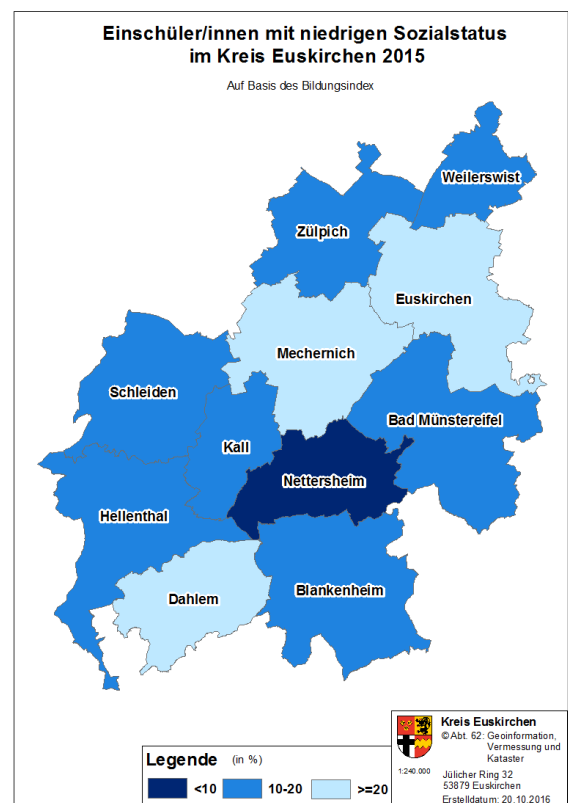 Einschüler/innen mit niedrigen Sozialstatus
im Kreis Euskirchen 2015
Auf Basis des Bildungsindex
Weilerswist
Zülpich
Euskirchen
Mechernich
Schleiden
Bad Münstereifel
Kall
Nettersheim
Hellenthal
Blankenheim
Dahlem
Kreis Euskirchen
© Abt. 62: Geoinformation,
Vermessung und
Kataster
1:240.000
Jülicher Ring 32
53879 Euskirchen
Erstelldatum: 20.10.2016
Legende (in %)
<10 10-20 >=20